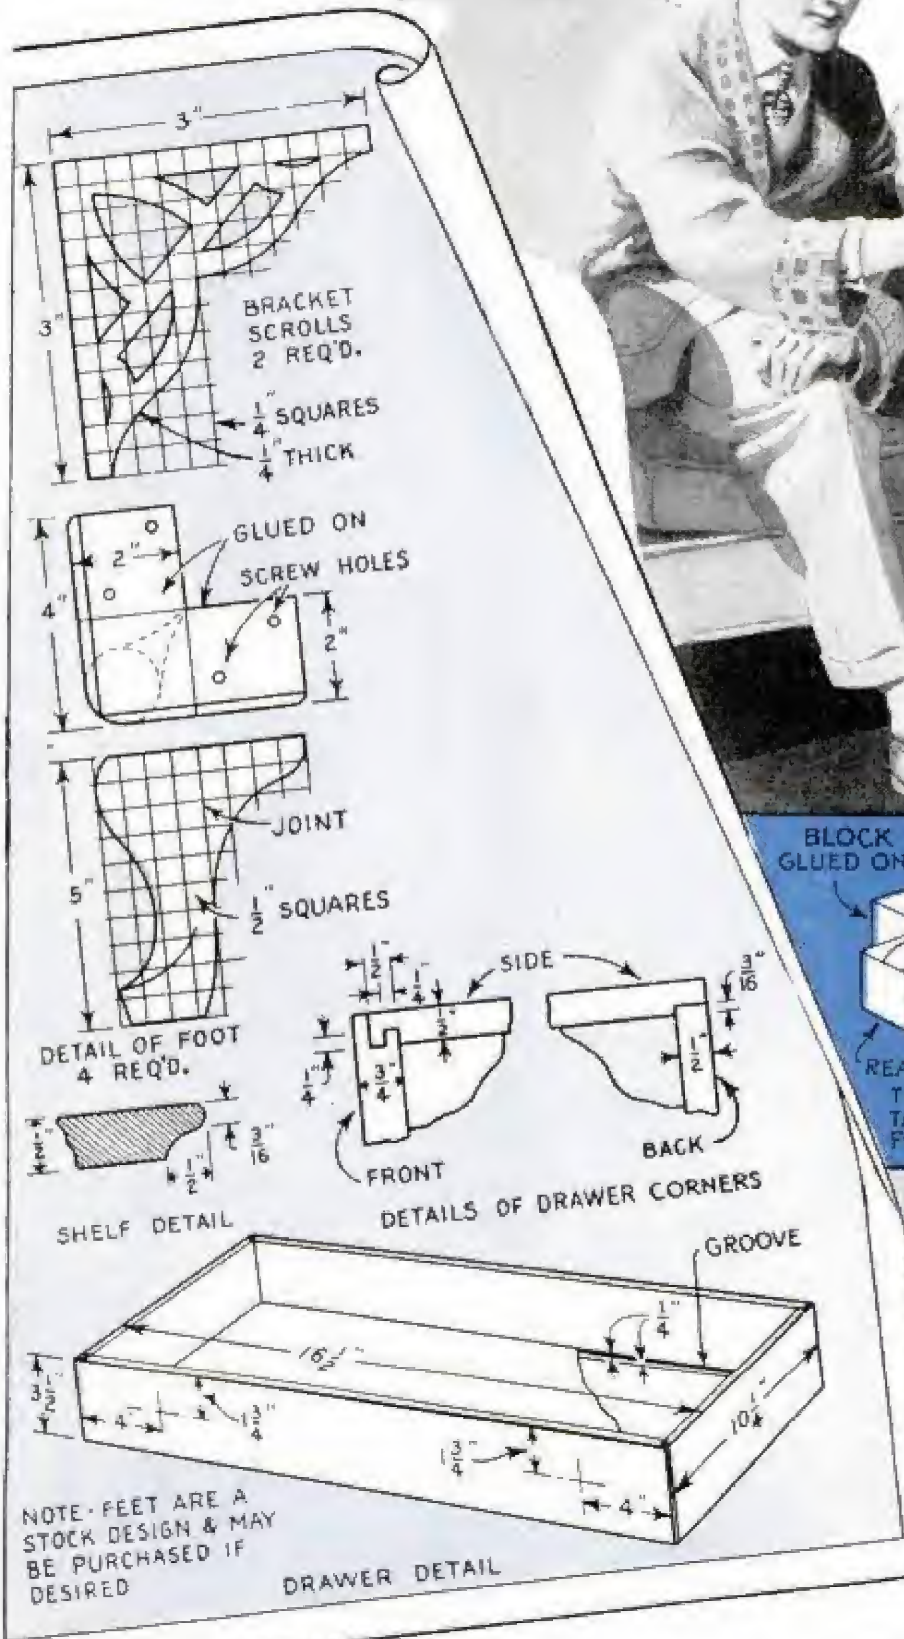 3"
3"
BRACKET
SCROLLS
2 REQ'D.
1/4" SQUARES
1/4" THICK
GLUED ON
2"
SCREW HOLES
4"
2"
JOINT
5"
1/2" SQUARES
DETAIL OF FOOT
4 REQ'D.
BLOCK
GLUED ON
1/2"
1/4"
SIDE
3/16"
1/2"
1/4"
3/4"
1/2"
FRONT
BACK
DETAILS OF DRAWER CORNERS
1/2"
3/16"
1/2"
SHELF DETAIL
GROOVE
1/4"
16 1/2"
3 1/2"
4"
1 3/4"
10 1/4"
1 3/4"
4"
NOTE - FEET ARE A
STOCK DESIGN & MAY
BE PURCHASED IF
DESIRED
DRAWER DETAIL